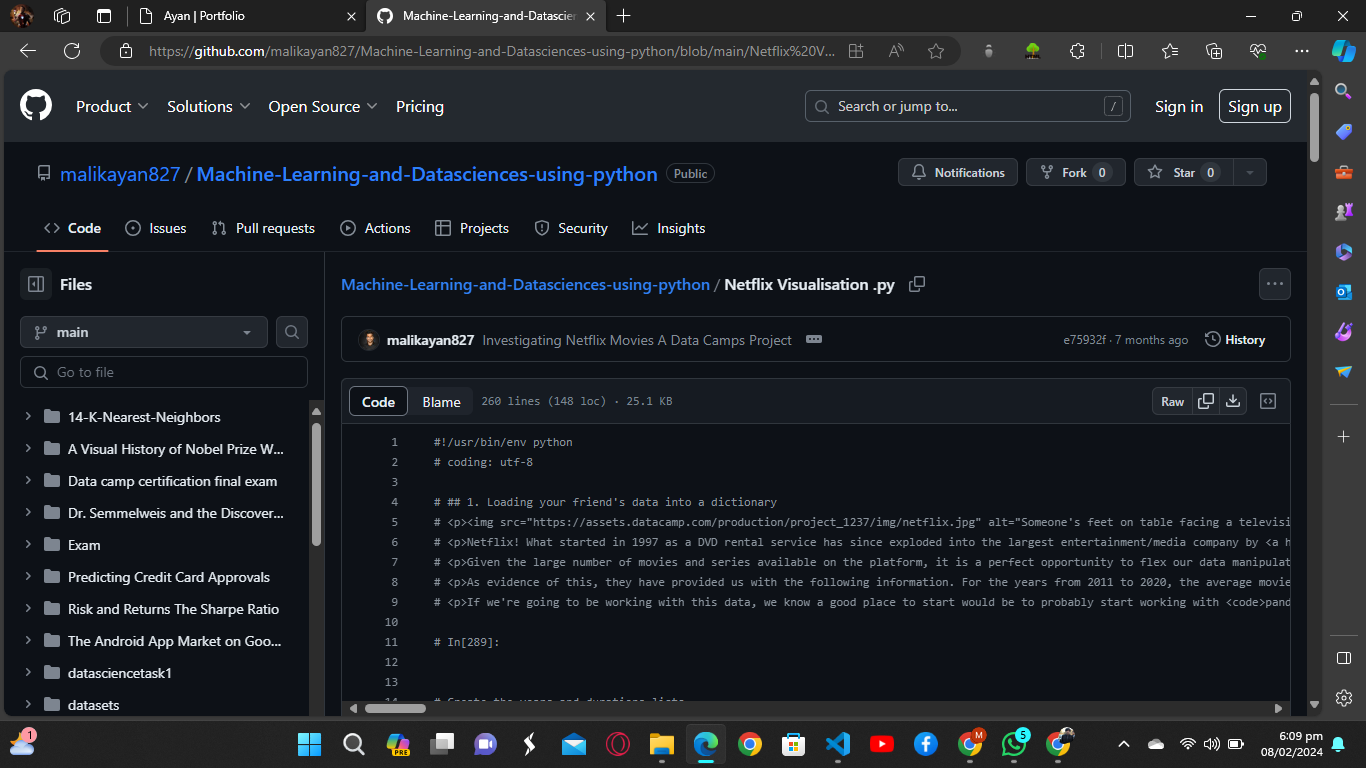 Ayan | Portfolio
Machine-Learning-and-Datascien
https://github.com/malikayan827/Machine-Learning-and-Datasciences-using-python/blob/main/Netflix%20V...
Product
Solutions
Open Source
Pricing
Search or jump to...
/
Sign in
Sign up
malikayan827 / Machine-Learning-and-Datasciences-using-python
Public
Notifications
Fork 0
Star 0
Code
Issues
Pull requests
Actions
Projects
Security
Insights
Files
main
Go to file
14-K-Nearest-Neighbors
A Visual History of Nobel Prize W...
Data camp certification final exam
Dr. Semmelweis and the Discover...
Exam
Predicting Credit Card Approvals
Risk and Returns The Sharpe Ratio
The Android App Market on Goo...
datasciencetask1
datasets
Machine-Learning-and-Datasciences-using-python / Netflix Visualisation .py
malikayan827 Investigating Netflix Movies A Data Camps Project
e75932f · 7 months ago
History
Code
Blame
260 lines (148 loc) · 25.1 KB
Raw
1 #!/usr/bin/env python
2 # coding: utf-8
3
4 # ## 1. Loading your friend's data into a dictionary
5 # <p><img src="https://assets.datacamp.com/production/project_1237/img/netflix.jpg" alt="Someone's feet on table facing a televisi
6 # <p>Netflix! What started in 1997 as a DVD rental service has since exploded into the largest entertainment/media company by <a h
7 # <p>Given the large number of movies and series available on the platform, it is a perfect opportunity to flex our data manipulat
8 # <p>As evidence of this, they have provided us with the following information. For the years from 2011 to 2020, the average movie
9 # <p>If we're going to be working with this data, we know a good place to start would be to probably start working with <code>pand
10
11 # In[289]:
12
13
14 # Create the years and durations lists
1
PRE
M
5
6:09 pm
08/02/2024